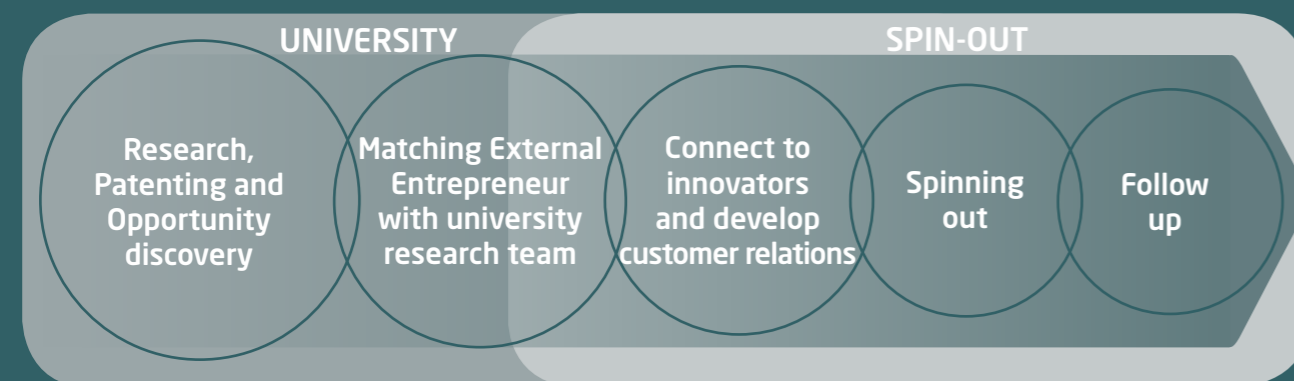 UNIVERSITY
SPIN-OUT
Research,
Patenting and
Opportunity
discovery
Matching External
Entrepreneur
with university
research team
Connect to
innovators
and develop
customer relations
Spinning
out
Follow
up